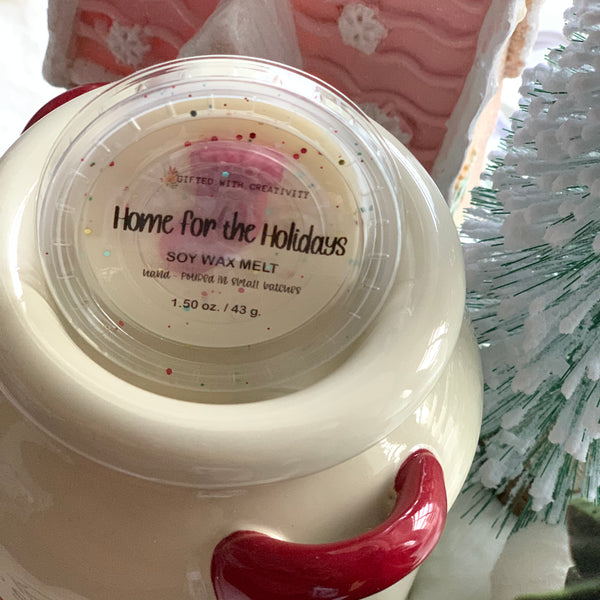 GIFTED WITH CREATIVITY
Home for the Holidays
SOY WAX MELT
hand - poured in small batches
1.50 oz. / 43 g.